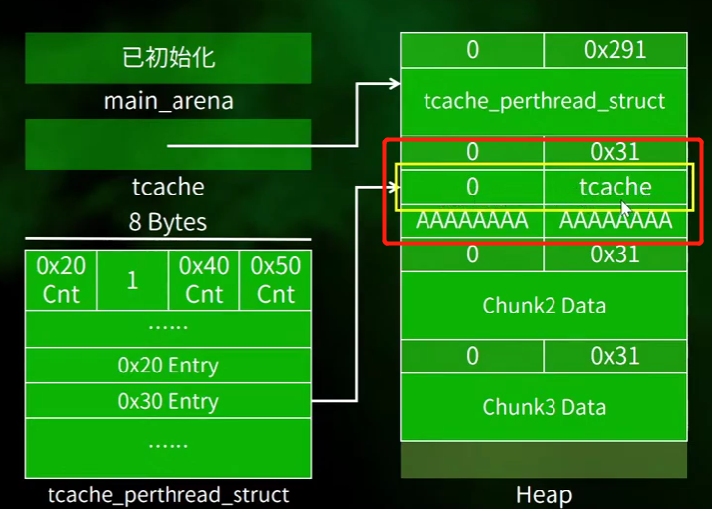 已初始化
main_arena
tcache
8 Bytes
0x20 Cnt
1
0x40 Cnt
0x50 Cnt
......
0x20 Entry
0x30 Entry
......
tcache_perthread_struct
0 0x291
tcache_perthread_struct
0 0x31
0 tcache
AAAAAAAA AAAAAAAA
0 0x31
Chunk2 Data
0 0x31
Chunk3 Data
Heap